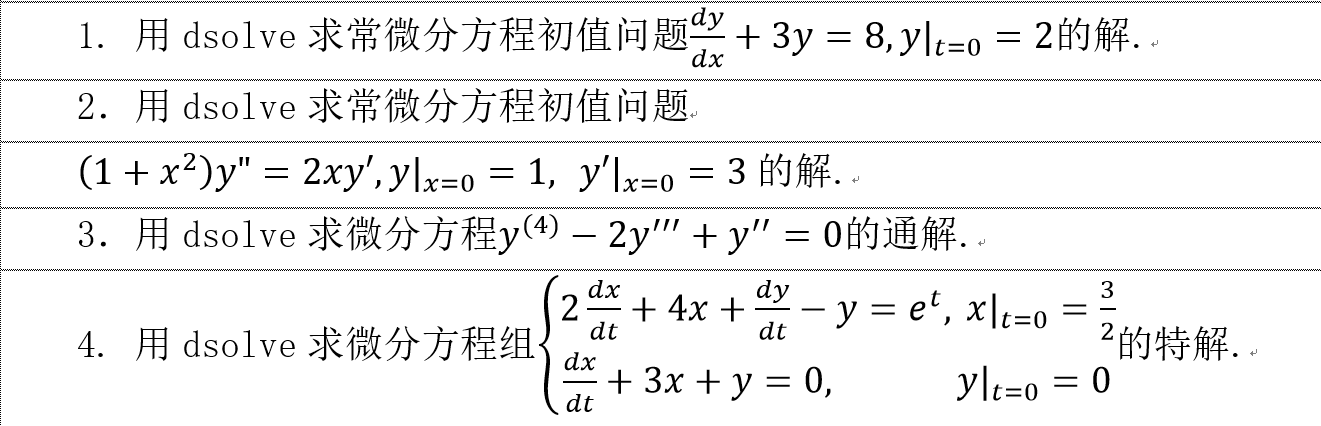 1. 用 dsolve 求常微分方程初值问题$\frac{dy}{dx} + 3y = 8, y|_{t=0} = 2$的解.
2. 用 dsolve 求常微分方程初值问题
$(1 + x^2)y" = 2xy', y|_{x=0} = 1, \ y'|_{x=0} = 3$ 的解.
3. 用 dsolve 求微分方程$y^{(4)} - 2y''' + y'' = 0$的通解.
4. 用 dsolve 求微分方程组$\begin{cases} 2\frac{dx}{dt} + 4x + \frac{dy}{dt} - y = e^t, \ x|_{t=0} = \frac{3}{2} \\ \frac{dx}{dt} + 3x + y = 0, \quad y|_{t=0} = 0 \end{cases}$的特解.